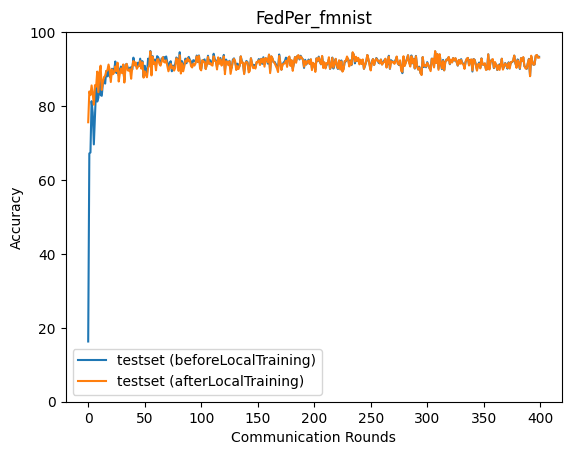 FedPer_fmnist
100
80
60
40
20
0
Accuracy
testset (beforeLocalTraining)
testset (afterLocalTraining)
0 50 100 150 200 250 300 350 400
Communication Rounds